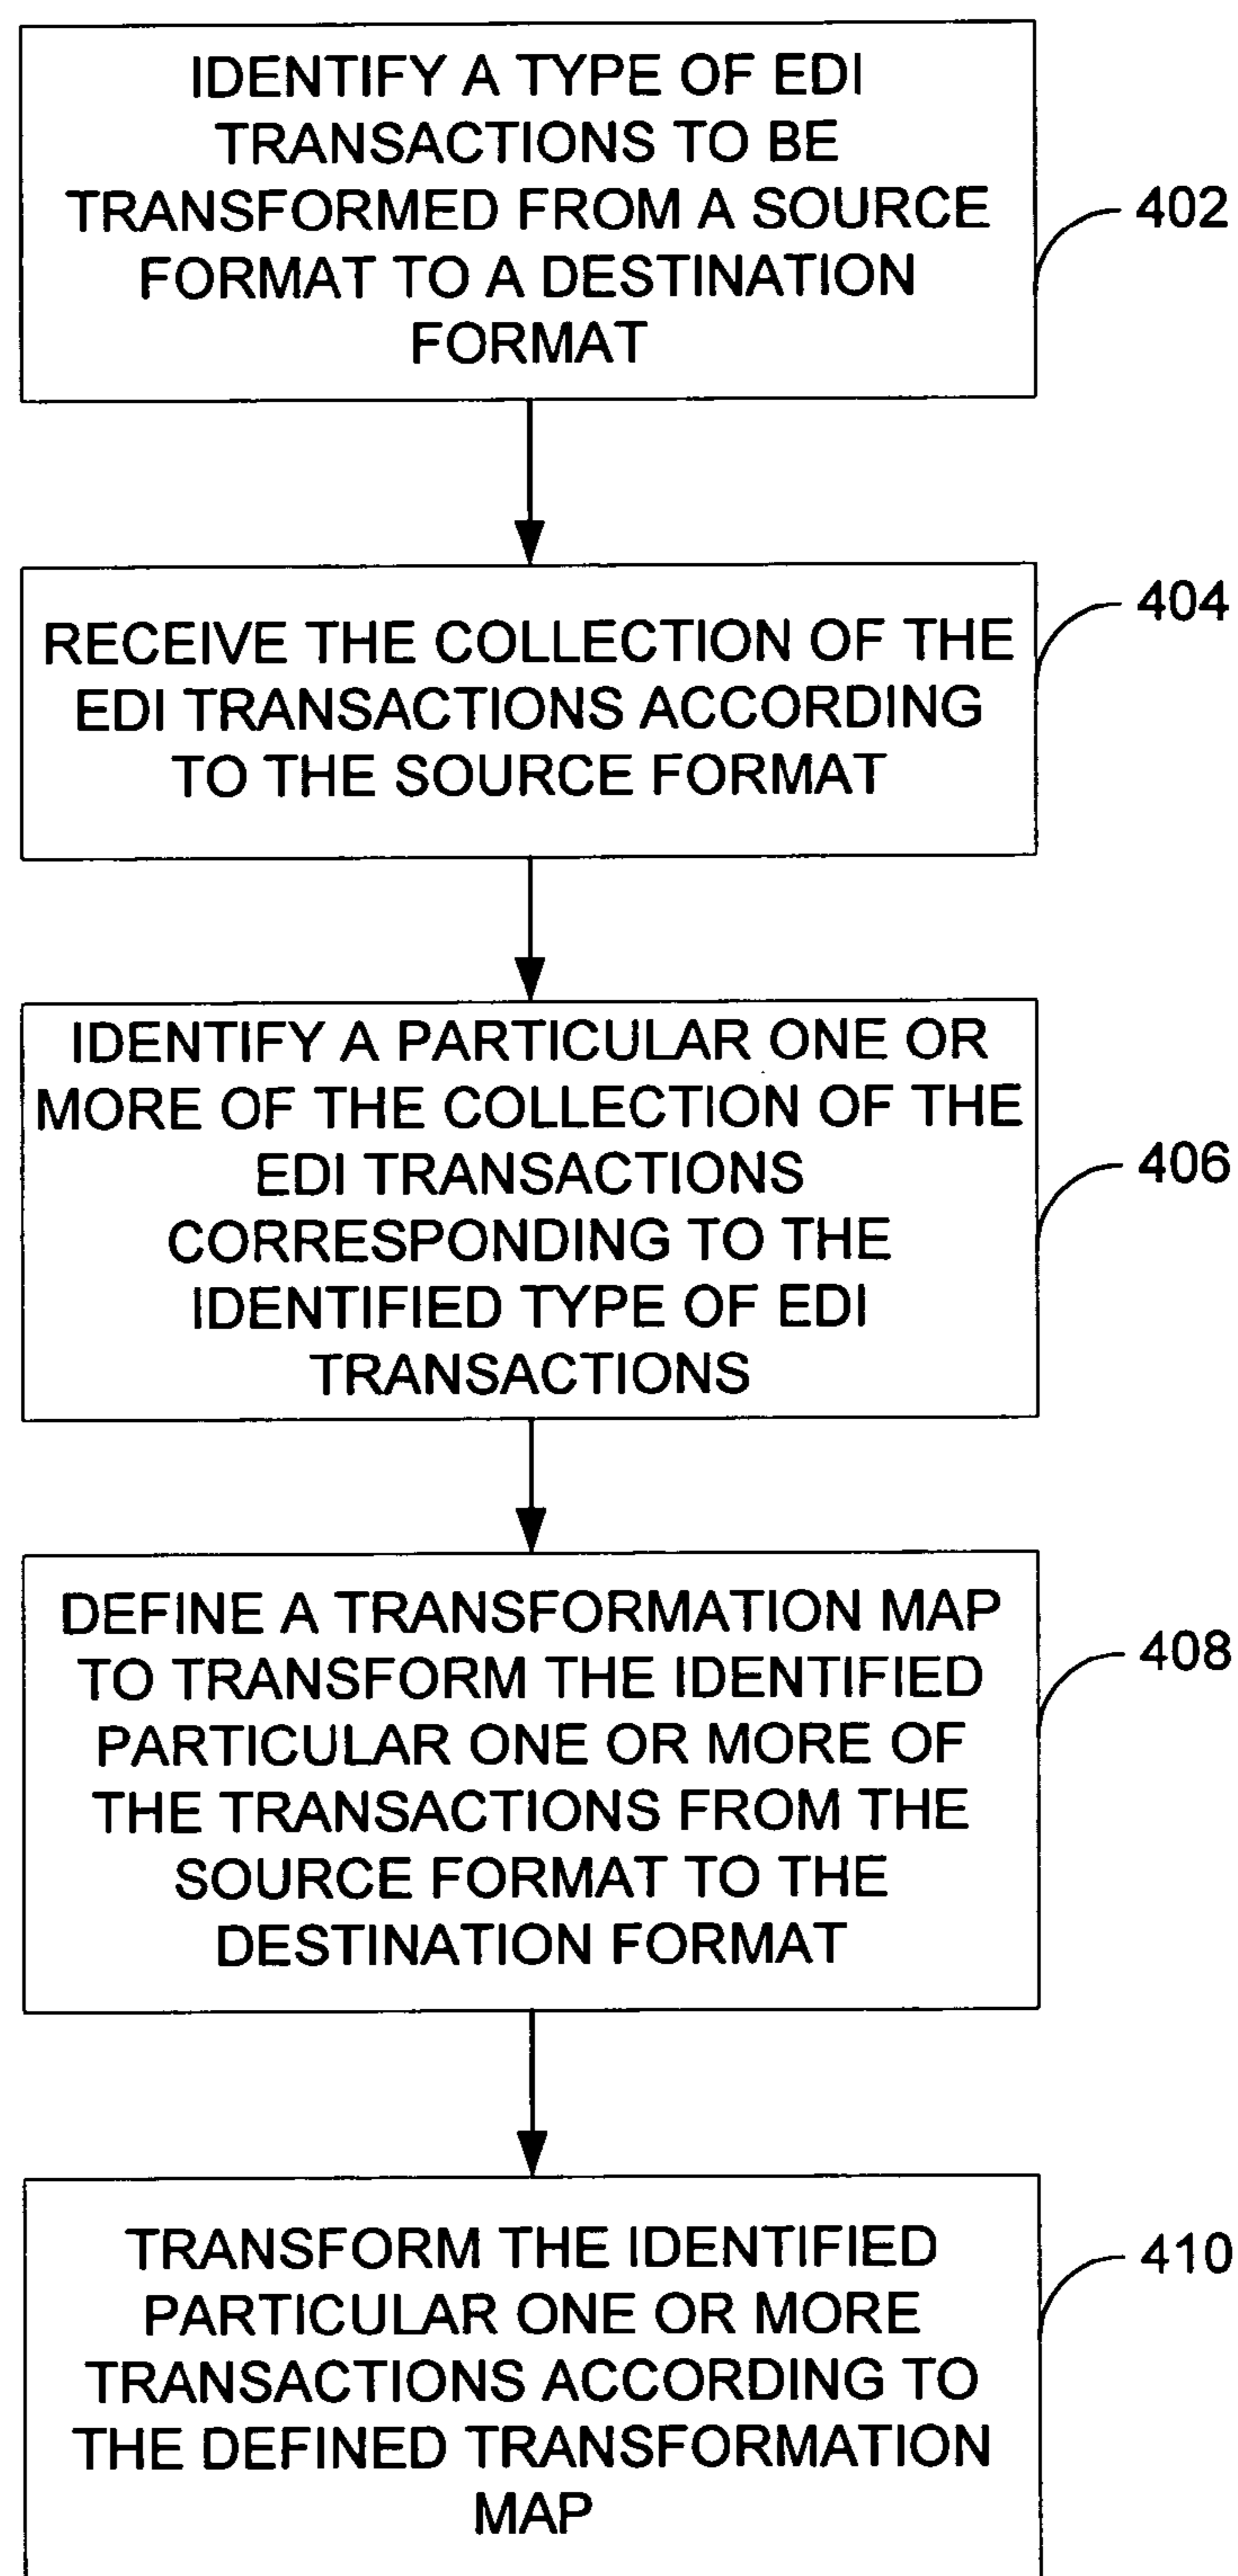 IDENTIFY A TYPE OF EDI
TRANSACTIONS TO BE
TRANSFORMED FROM A SOURCE
FORMAT TO A DESTINATION
FORMAT
402
RECEIVE THE COLLECTION OF THE
EDI TRANSACTIONS ACCORDING
TO THE SOURCE FORMAT
404
IDENTIFY A PARTICULAR ONE OR
MORE OF THE COLLECTION OF THE
EDI TRANSACTIONS
CORRESPONDING TO THE
IDENTIFIED TYPE OF EDI
TRANSACTIONS
406
DEFINE A TRANSFORMATION MAP
TO TRANSFORM THE IDENTIFIED
PARTICULAR ONE OR MORE OF
THE TRANSACTIONS FROM THE
SOURCE FORMAT TO THE
DESTINATION FORMAT
408
TRANSFORM THE IDENTIFIED
PARTICULAR ONE OR MORE
TRANSACTIONS ACCORDING TO
THE DEFINED TRANSFORMATION
MAP
410